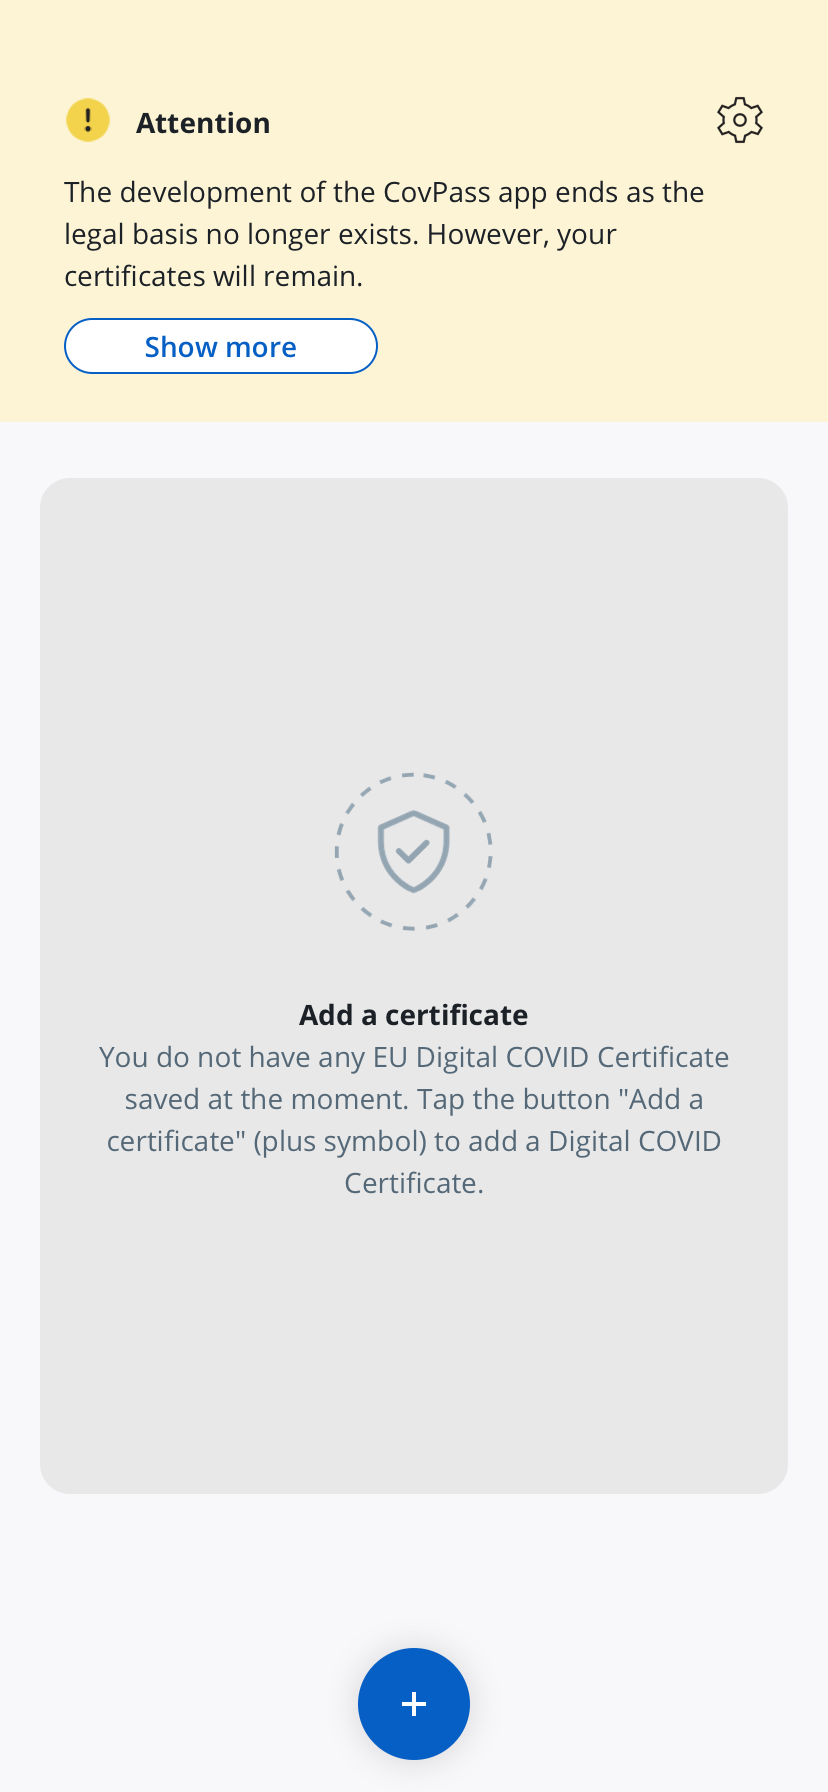 Attention
The development of the CovPass app ends as the
legal basis no longer exists. However, your
certificates will remain.
Show more
Add a certificate
You do not have any EU Digital COVID Certificate
saved at the moment. Tap the button "Add a
certificate" (plus symbol) to add a Digital COVID
Certificate.